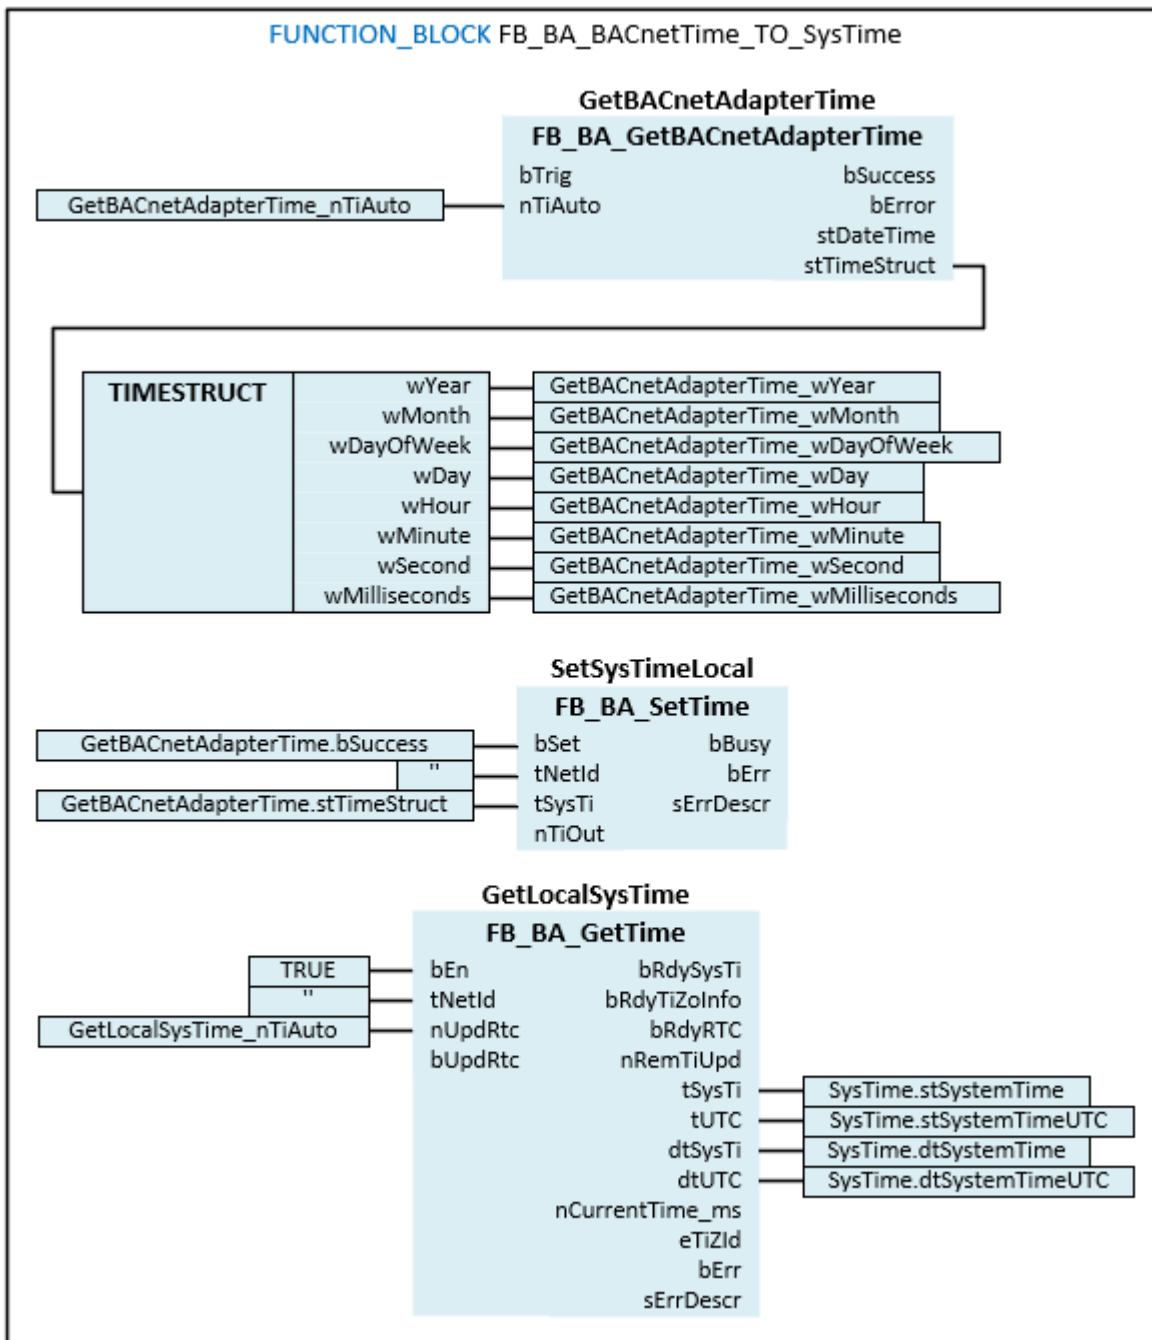 FUNCTION_BLOCK FB_BA_BACnetTime_TO_SysTime
GetBACnetAdapterTime
FB_BA_GetBACnetAdapterTime
bTrig bSuccess
GetBACnetAdapterTime_nTiAuto nTiAuto bError
stDateTime
stTimeStruct
TIMESTRUCT wYear GetBACnetAdapterTime_wYear
wMonth GetBACnetAdapterTime_wMonth
wDayOfWeek GetBACnetAdapterTime_wDayOfWeek
wDay GetBACnetAdapterTime_wDay
wHour GetBACnetAdapterTime_wHour
wMinute GetBACnetAdapterTime_wMinute
wSecond GetBACnetAdapterTime_wSecond
wMilliseconds GetBACnetAdapterTime_wMilliseconds
SetSysTimeLocal
FB_BA_SetTime
GetBACnetAdapterTime.bSuccess bSet bBusy
'' tNetId bErr
GetBACnetAdapterTime.stTimeStruct tSysTi sErrDescr
nTiOut
GetLocalSysTime
FB_BA_GetTime
TRUE bEn bRdySysTi
'' tNetId bRdyTiZoInfo
GetLocalSysTime_nTiAuto nUpdRtc bRdyRTC
bUpdRtc nRemTiUpd
tSysTi SysTime.stSystemTime
tUTC SysTime.stSystemTimeUTC
dtSysTi SysTime.dtSystemTime
dtUTC SysTime.dtSystemTimeUTC
nCurrentTime_ms
eTiZId
bErr
sErrDescr